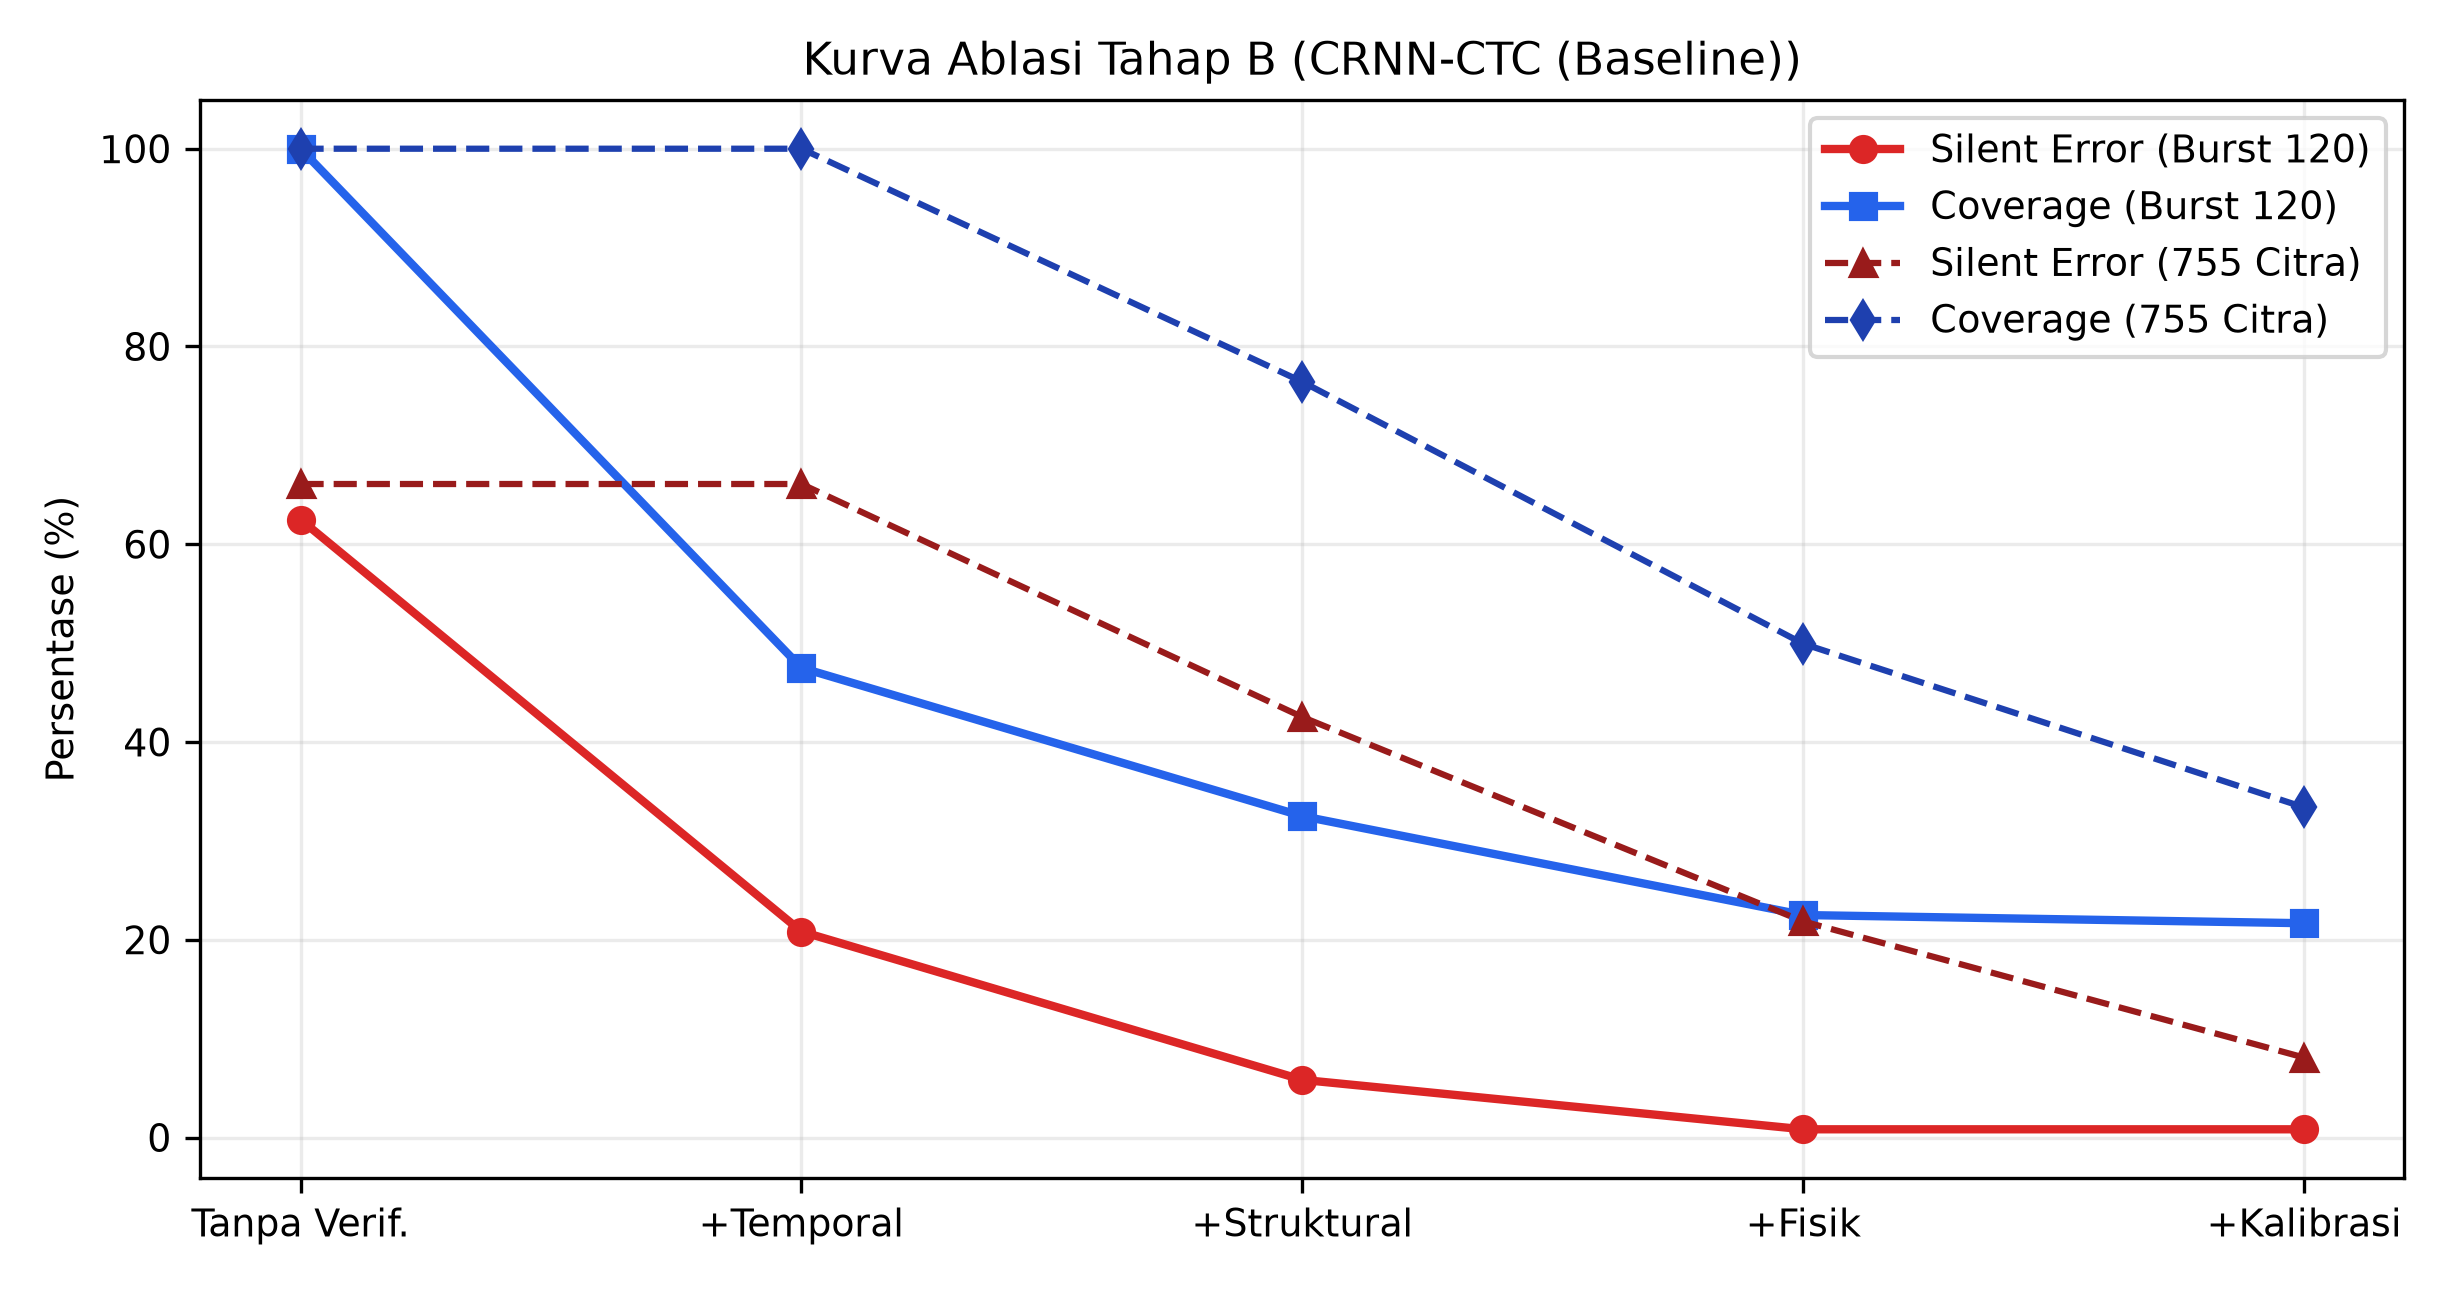 Kurva Ablasi Tahap B (CRNN-CTC (Baseline))
Silent Error (Burst 120)
Coverage (Burst 120)
Silent Error (755 Citra)
Coverage (755 Citra)
Persentase (%)
100
80
60
40
20
0
Tanpa Verif.
+Temporal
+Struktural
+Fisik
+Kalibrasi